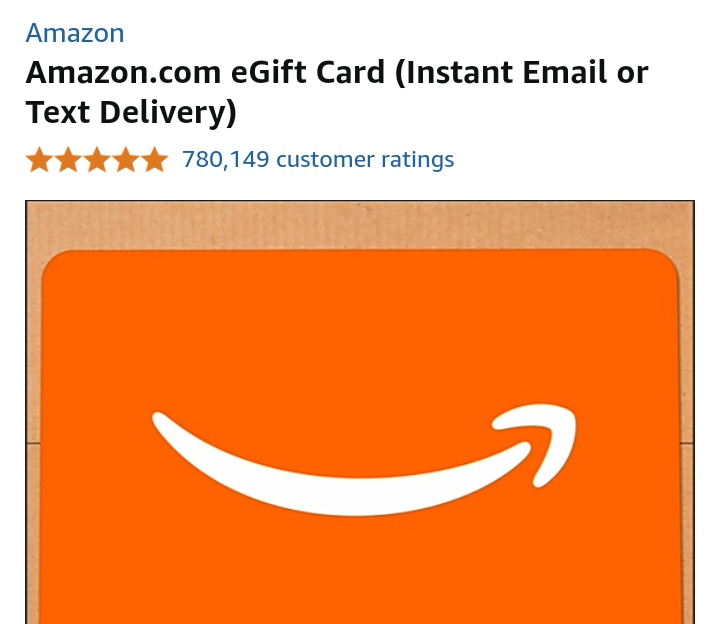 Amazon
Amazon.com eGift Card (Instant Email or
Text Delivery)
780,149 customer ratings